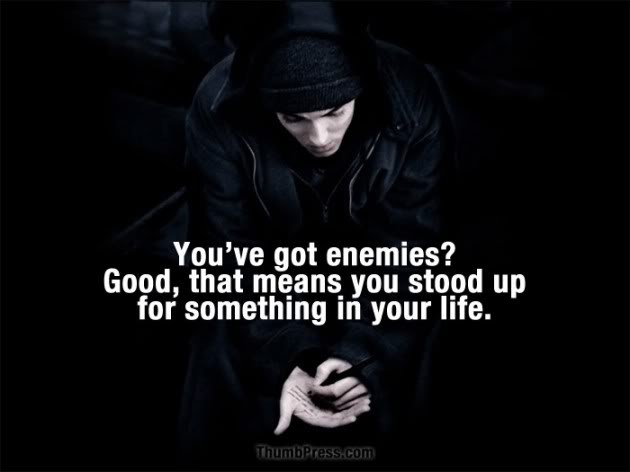 You've got enemies?
Good, that means you stood up
for something in your life.
ThumbPress.com